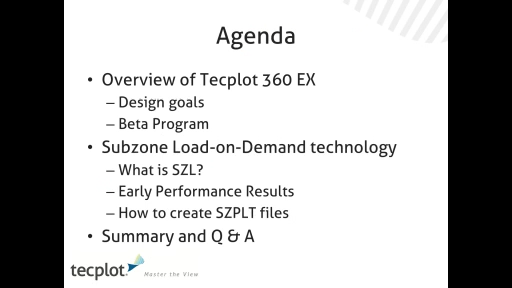 Agenda
• Overview of Tecplot 360 EX
– Design goals
– Beta Program
• Subzone Load-on-Demand technology
– What is SZL?
– Early Performance Results
– How to create SZPLT files
• Summary and Q & A
tecplot. Master the View